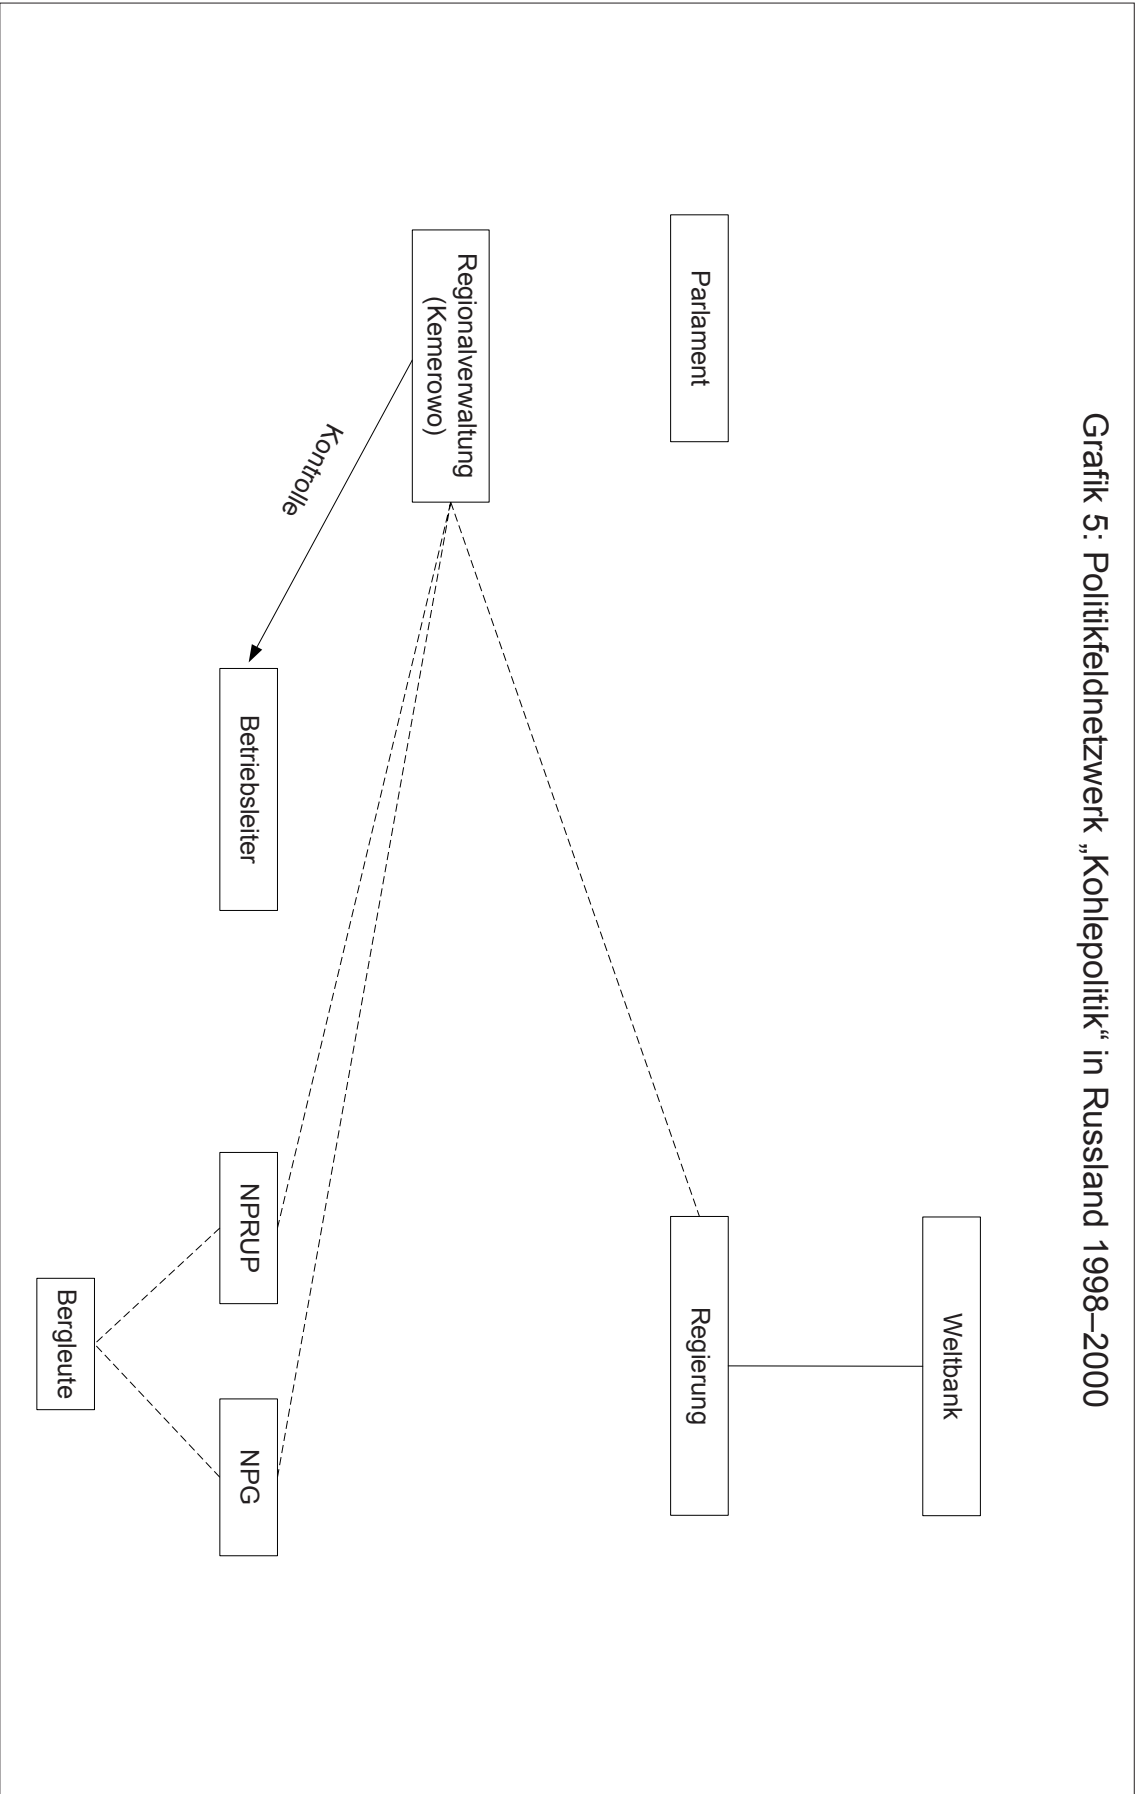 Grafik 5: Politikfeldnetzwerk „Kohlepolitik“ in Russland 1998–2000
Weltbank
Parlament
Regierung
Regionalverwaltung
(Kemerowo)
Kontrolle
Betriebsleiter
NPRUP
NPG
Bergleute